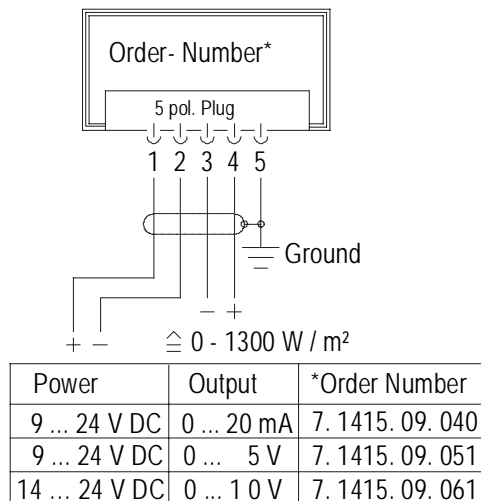 Order- Number*
5 pol. Plug
1 2 3 4 5
Ground
− +
+ −
≙ 0 - 1300 W / m²
Power Output *Order Number
9 ... 24 V DC 0 ... 20 mA 7. 1415. 09. 040
9 ... 24 V DC 0 ... 5 V 7. 1415. 09. 051
14 ... 24 V DC 0 ... 1 0 V 7. 1415. 09. 061